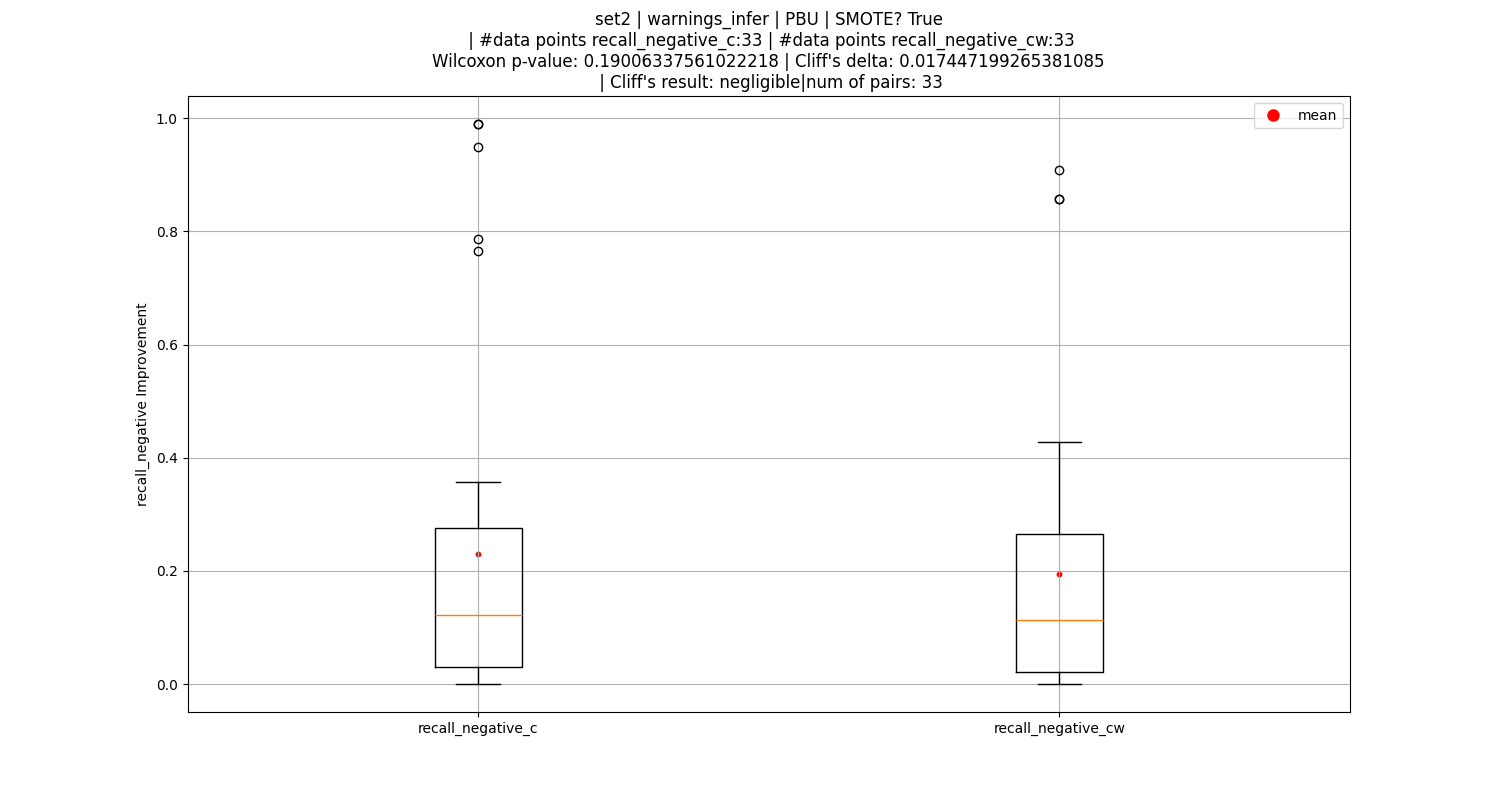 set2 | warnings_infer | PBU | SMOTE? True
| #data points recall_negative_c:33 | #data points recall_negative_cw:33
Wilcoxon p-value: 0.19006337561022218 | Cliff's delta: 0.017447199265381085
| Cliff's result: negligible|num of pairs: 33
mean
1.0
0.8
0.6
0.4
0.2
0.0
recall_negative Improvement
recall_negative_c
recall_negative_cw